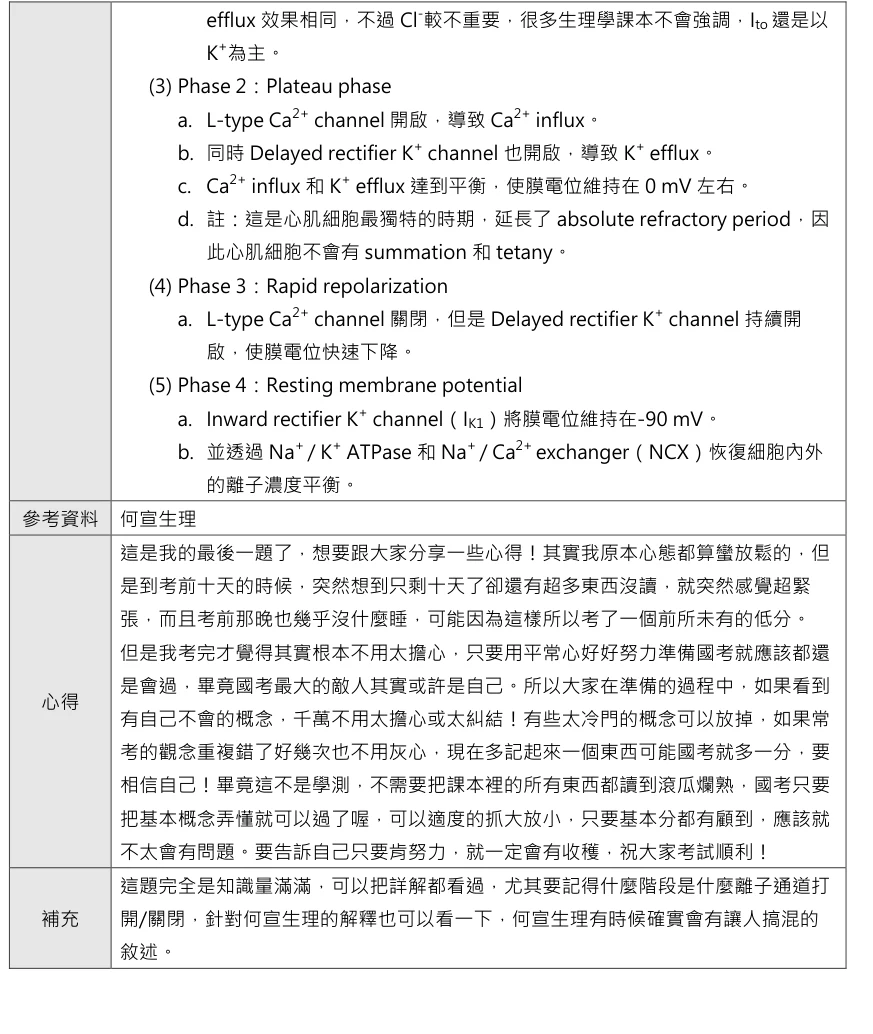 efflux 效果相同，不過 Cl⁻較不重要，很多生理學課本不會強調，Iₜₒ 還是以
K⁺為主。
(3) Phase 2：Plateau phase
a. L-type Ca²⁺ channel 開啟，導致 Ca²⁺ influx。
b. 同時 Delayed rectifier K⁺ channel 也開啟，導致 K⁺ efflux。
c. Ca²⁺ influx 和 K⁺ efflux 達到平衡，使膜電位維持在 0 mV 左右。
d. 註：這是心肌細胞最獨特的時期，延長了 absolute refractory period，因
此心肌細胞不會有 summation 和 tetany。
(4) Phase 3：Rapid repolarization
a. L-type Ca²⁺ channel 關閉，但是 Delayed rectifier K⁺ channel 持續開
啟，使膜電位快速下降。
(5) Phase 4：Resting membrane potential
a. Inward rectifier K⁺ channel（I_K1）將膜電位維持在-90 mV。
b. 並透過 Na⁺ / K⁺ ATPase 和 Na⁺ / Ca²⁺ exchanger（NCX）恢復細胞內外
的離子濃度平衡。
參考資料 何宣生理
這是我的最後一題了，想要跟大家分享一些心得！其實我原本心態都算蠻放鬆的，但
是到考前十天的時候，突然想到只剩十天了卻還有超多東西沒讀，就突然感覺超緊
張，而且考前那晚也幾乎沒什麼睡，可能因為這樣所以考了一個前所未有的低分。
但是我考完才覺得其實根本不用太擔心，只要用平常心好好努力準備國考就應該都還
是會過，畢竟國考最大的敵人其實或許是自己。所以大家在準備的過程中，如果看到
心得
有自己不會的概念，千萬不用太擔心或太糾結！有些太冷門的概念可以放掉，如果常
考的觀念重複錯了好幾次也不用灰心，現在多記起來一個東西可能國考就多一分，要
相信自己！畢竟這不是學測，不需要把課本裡的所有東西都讀到滾瓜爛熟，國考只要
把基本概念弄懂就可以過了喔，可以適度的抓大放小，只要基本分都有顧到，應該就
不太會有問題。要告訴自己只要肯努力，就一定會有收穫，祝大家考試順利！
這題完全是知識量滿滿，可以把詳解都看過，尤其要記得什麼階段是什麼離子通道打
補充 開/關閉，針對何宣生理的解釋也可以看一下，何宣生理有時候確實會有讓人搞混的
敘述。